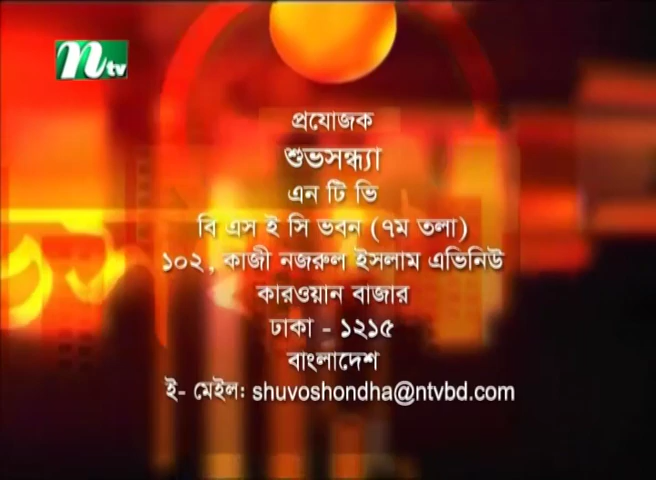 ntv
প্রযোজক
শুভসন্ধ্যা
এন টি ভি
বি এস ই সি ভবন (৭ম তলা)
১০২, কাজী নজরুল ইসলাম এভিনিউ
কারওয়ান বাজার
ঢাকা - ১২১৫
বাংলাদেশ
ই- মেইলঃ shuvoshondha@ntvbd.com